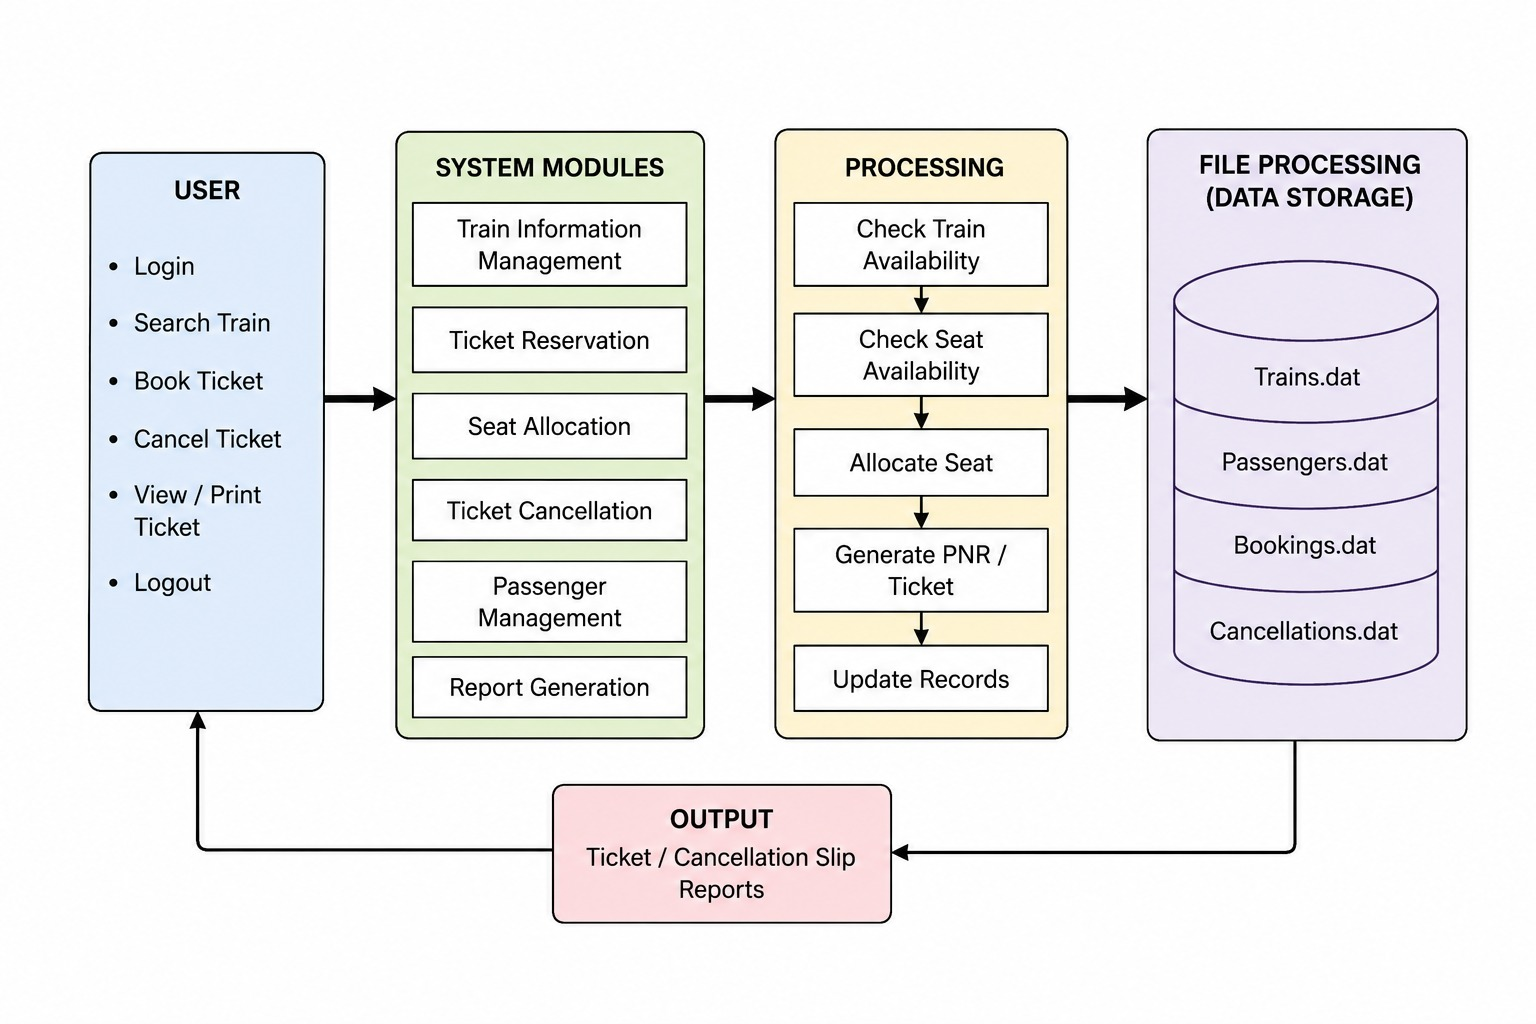 USER
• Login
• Search Train
• Book Ticket
• Cancel Ticket
• View / Print
Ticket
• Logout
SYSTEM MODULES
Train Information
Management
Ticket Reservation
Seat Allocation
Ticket Cancellation
Passenger
Management
Report Generation
PROCESSING
Check Train
Availability
Check Seat
Availability
Allocate Seat
Generate PNR /
Ticket
Update Records
FILE PROCESSING
(DATA STORAGE)
Trains.dat
Passengers.dat
Bookings.dat
Cancellations.dat
OUTPUT
Ticket / Cancellation Slip
Reports